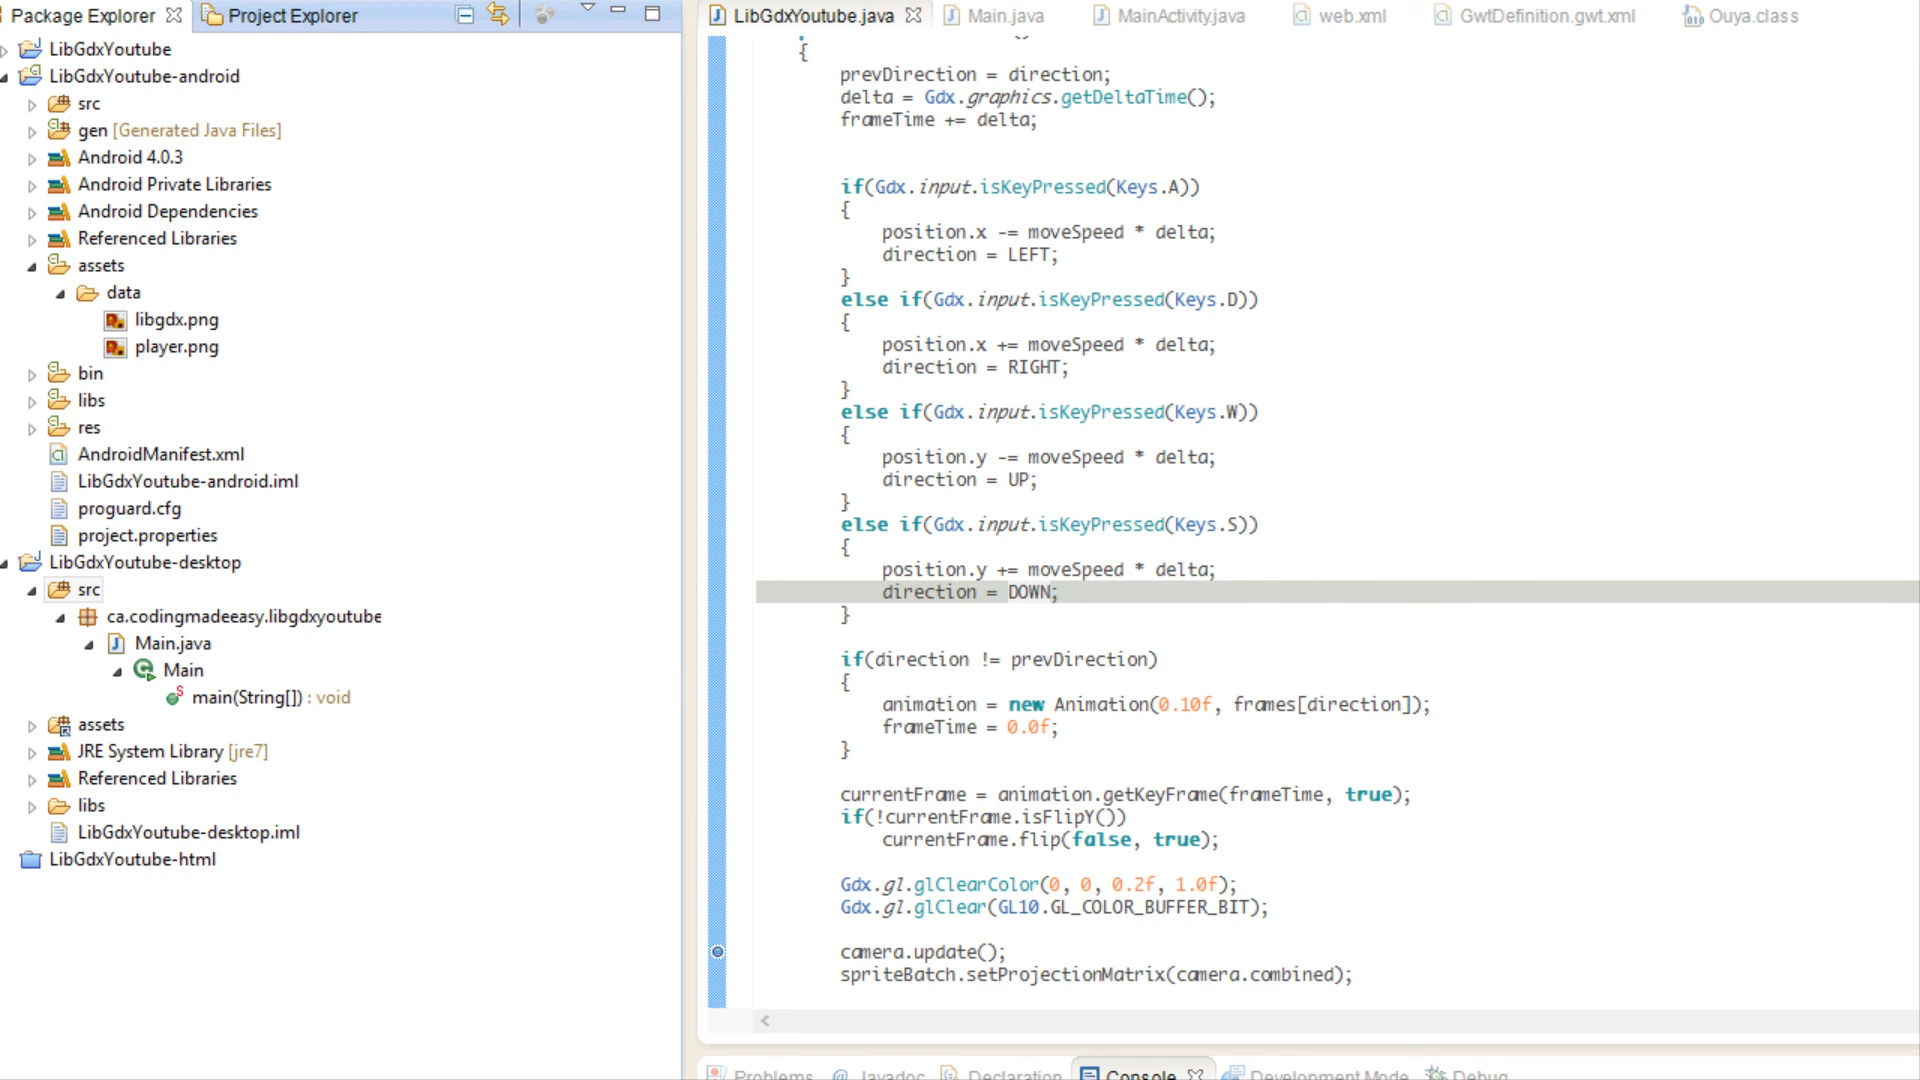 Package Explorer
Project Explorer
LibGdxYoutube
LibGdxYoutube-android
src
gen [Generated Java Files]
Android 4.0.3
Android Private Libraries
Android Dependencies
Referenced Libraries
assets
data
libgdx.png
player.png
bin
libs
res
AndroidManifest.xml
LibGdxYoutube-android.iml
proguard.cfg
project.properties
LibGdxYoutube-desktop
src
ca.codingmadeeasy.libgdxyoutube
Main.java
Main
main(String[]) : void
assets
JRE System Library [jre7]
Referenced Libraries
libs
LibGdxYoutube-desktop.iml
LibGdxYoutube-html
LibGdxYoutube.java
Main.java
MainActivity.java
web.xml
GwtDefinition.gwt.xml
Ouya.class
{
prevDirection = direction;
delta = Gdx.graphics.getDeltaTime();
frameTime += delta;
if(Gdx.input.isKeyPressed(Keys.A))
{
position.x -= moveSpeed * delta;
direction = LEFT;
}
else if(Gdx.input.isKeyPressed(Keys.D))
{
position.x += moveSpeed * delta;
direction = RIGHT;
}
else if(Gdx.input.isKeyPressed(Keys.W))
{
position.y -= moveSpeed * delta;
direction = UP;
}
else if(Gdx.input.isKeyPressed(Keys.S))
{
position.y += moveSpeed * delta;
direction = DOWN;
}
if(direction != prevDirection)
{
animation = new Animation(0.10f, frames[direction]);
frameTime = 0.0f;
}
currentFrame = animation.getKeyFrame(frameTime, true);
if(!currentFrame.isFlipY())
currentFrame.flip(false, true);
Gdx.gl.glClearColor(0, 0, 0.2f, 1.0f);
Gdx.gl.glClear(GL10.GL_COLOR_BUFFER_BIT);
camera.update();
spriteBatch.setProjectionMatrix(camera.combined);
Problems
Javadoc
Declaration
Console
Development Mode
Debug